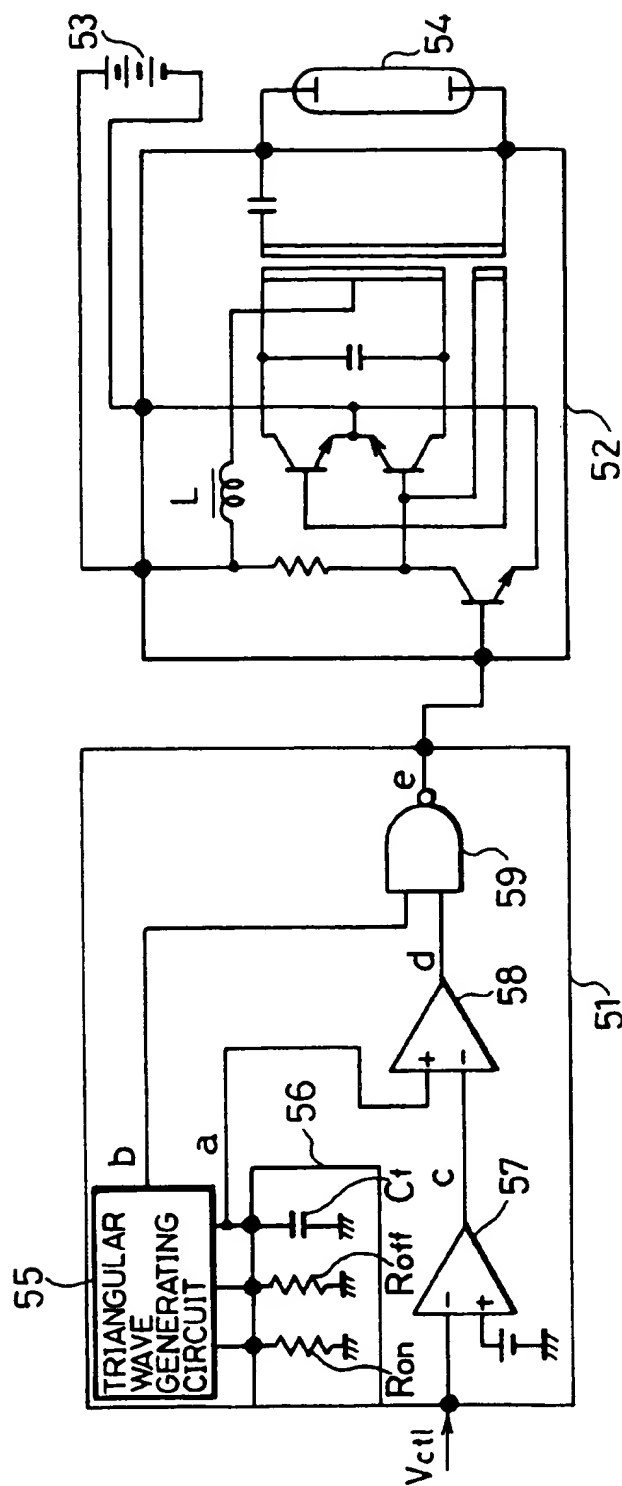 55
TRIANGULAR
WAVE
GENERATING
CIRCUIT
b
a
56
Ron
Roff
Ct
Vctl
-
+
57
c
+
-
58
d
59
e
51
L
52
53
54